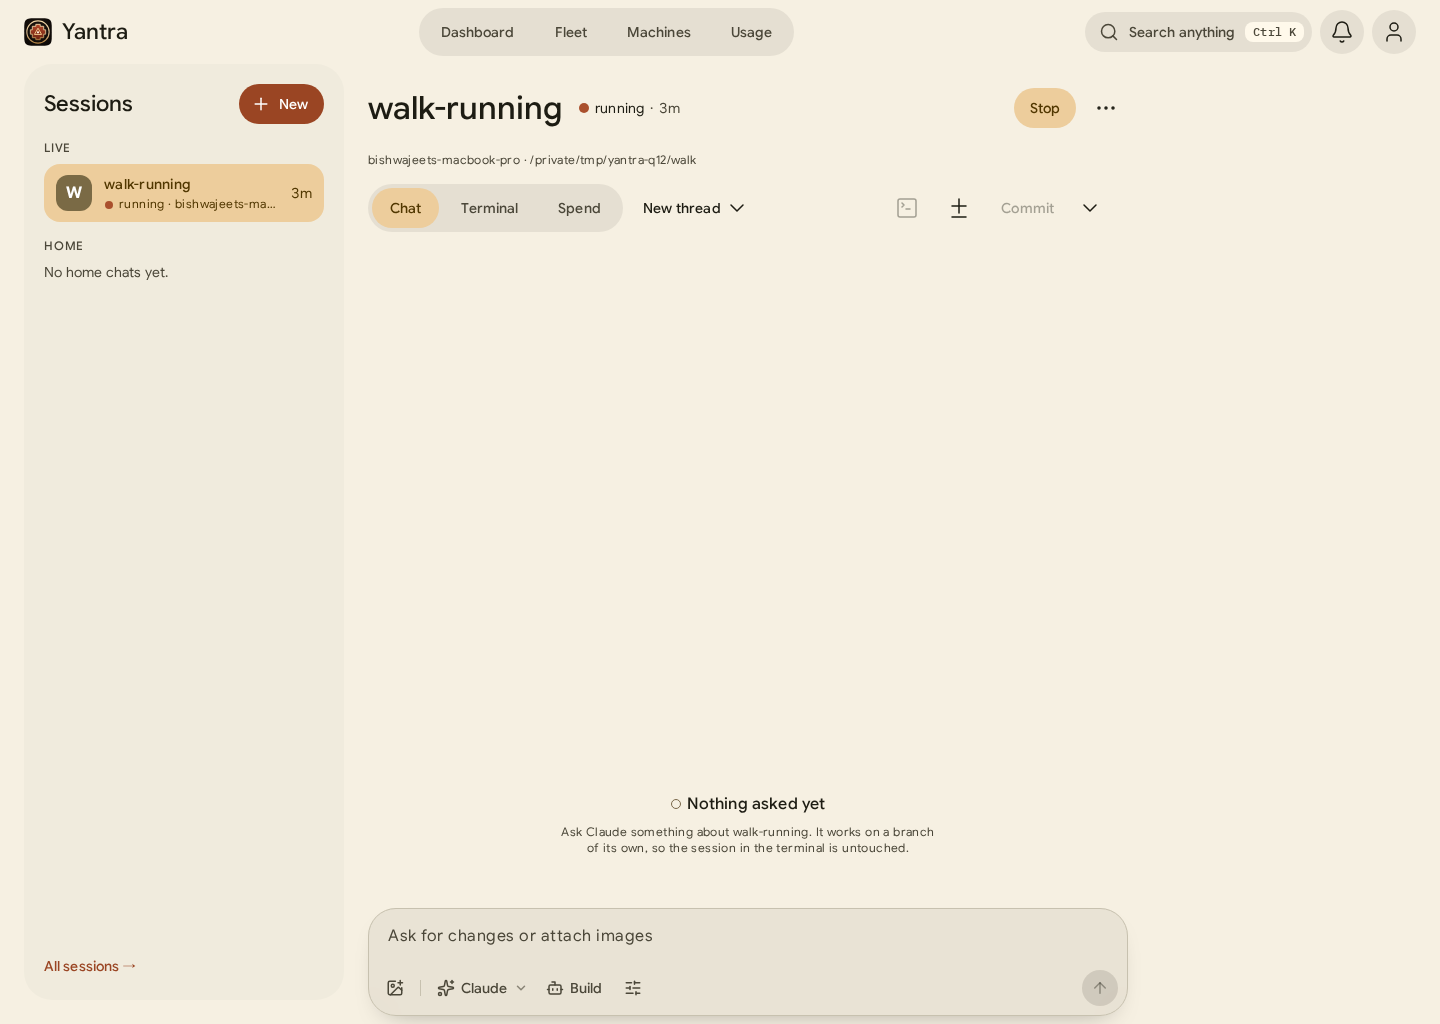 Yantra
Dashboard
Fleet
Machines
Usage
Search anything
Ctrl K
Sessions
New
LIVE
W
walk-running
running · bishwajeets-ma...
3m
HOME
No home chats yet.
All sessions →
walk-running
running · 3m
Stop
bishwajeets-macbook-pro · /private/tmp/yantra-q12/walk
Chat
Terminal
Spend
New thread
Commit
Nothing asked yet
Ask Claude something about walk-running. It works on a branch
of its own, so the session in the terminal is untouched.
Ask for changes or attach images
Claude
Build